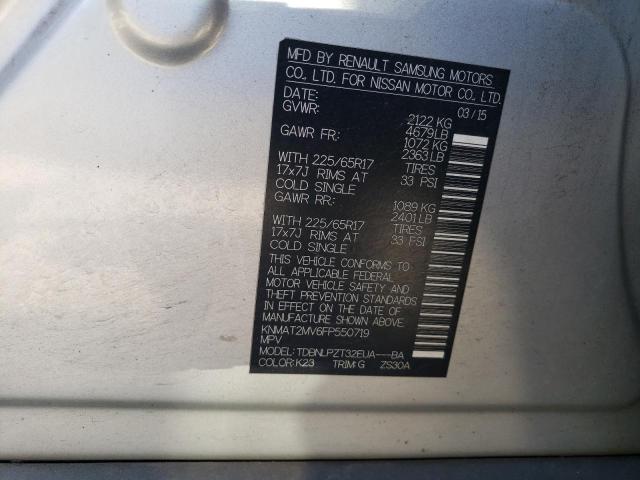 MFD BY RENAULT SAMSUNG MOTORS
CO., LTD. FOR NISSAN MOTOR CO., LTD.
DATE: 03/15
GVWR: 2122 KG
4679LB
GAWR FR: 1072 KG
2363 LB
WITH 225/65R17 TIRES
17x7J RIMS AT 33 PSI
COLD SINGLE
GAWR RR: 1089 KG
2401 LB
WITH 225/65R17 TIRES
17x7J RIMS AT 33 PSI
COLD SINGLE
THIS VEHICLE CONFORMS TO
ALL APPLICABLE FEDERAL
MOTOR VEHICLE SAFETY AND
THEFT PREVENTION STANDARDS
IN EFFECT ON THE DATE OF
MANUFACTURE SHOWN ABOVE.
KNMAT2MV6FP550719
MPV
MODEL: TDBNLPZT32EUA---BA
COLOR: K23 TRIM: G ZS30A